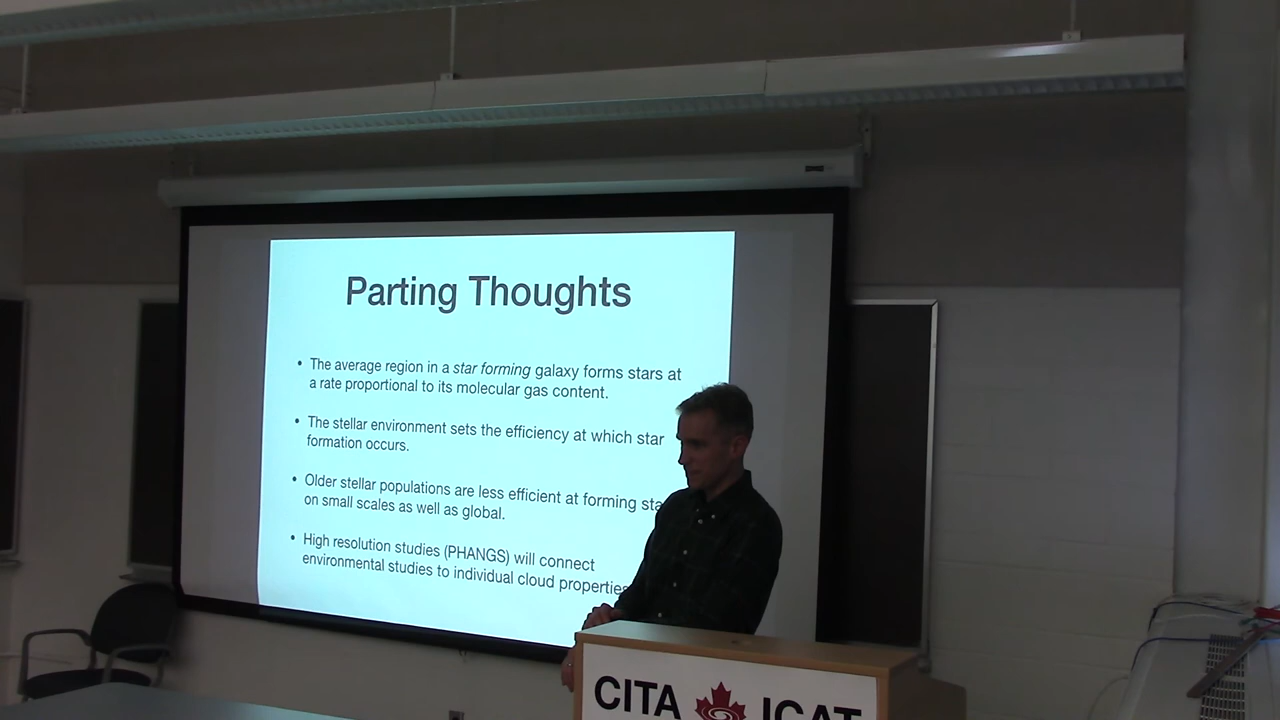 Parting Thoughts
• The average region in a star forming galaxy forms stars at
a rate proportional to its molecular gas content.
• The stellar environment sets the efficiency at which star
formation occurs.
• Older stellar populations are less efficient at forming
on small scales as well as global.
• High resolution studies (PHANGS) will connect
environmental studies to individual cloud properties
CITA ICAT